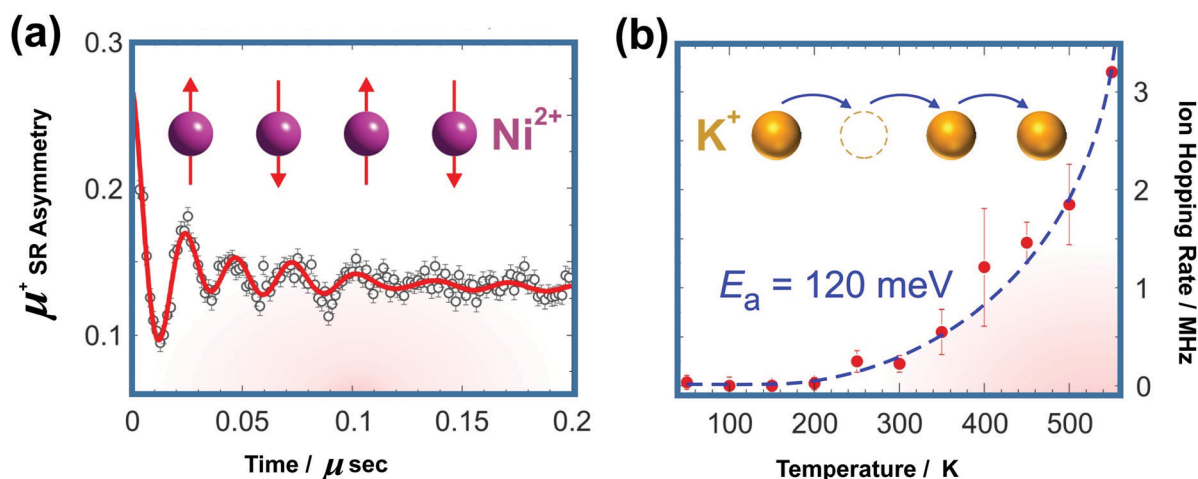 (a)
0.3
0.2
0.1
μ⁺ SR Asymmetry
Ni²⁺
0
0.05
0.1
0.15
0.2
Time / μ sec
(b)
K⁺
Eₐ = 120 meV
3
2
1
0
Ion Hopping Rate / MHz
100
200
300
400
500
Temperature / K